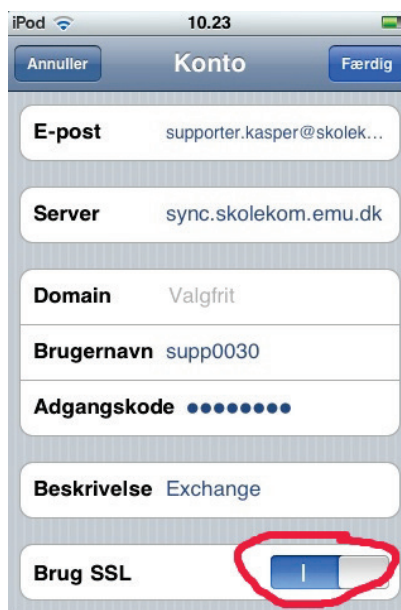 iPod 10.23
Annuller Konto Færdig
E-post supporter.kasper@skolek...
Server sync.skolekom.emu.dk
Domain Valgfrit
Brugernavn supp0030
Adgangskode ••••••••
Beskrivelse Exchange
Brug SSL